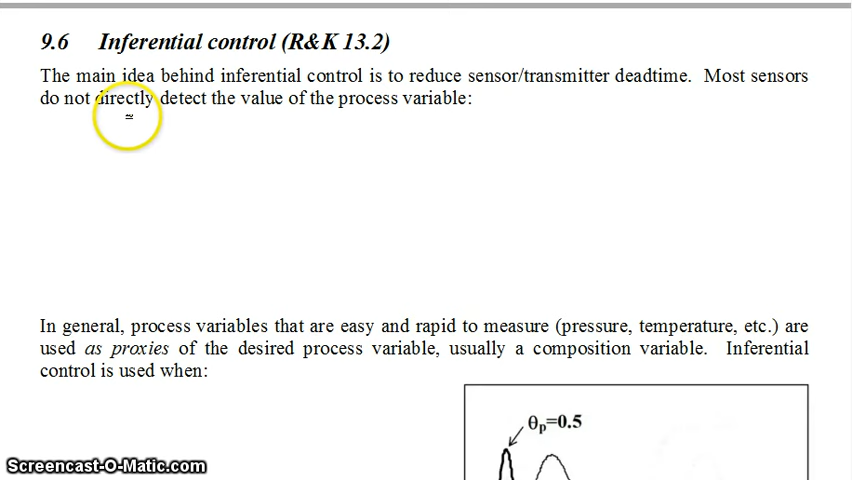 9.6 Inferential control (R&K 13.2)
The main idea behind inferential control is to reduce sensor/transmitter deadtime. Most sensors
do not directly detect the value of the process variable:
In general, process variables that are easy and rapid to measure (pressure, temperature, etc.) are
used as proxies of the desired process variable, usually a composition variable. Inferential
control is used when:
θp=0.5
Screencast-O-Matic.com